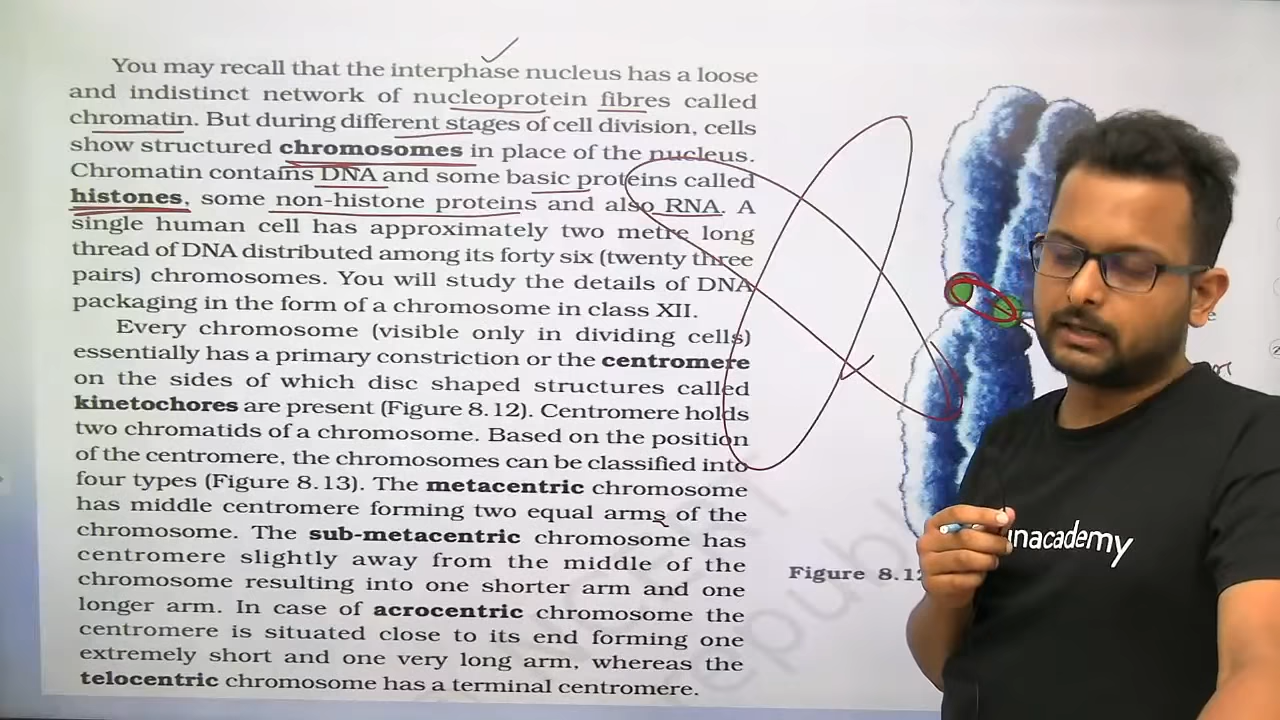 You may recall that the interphase nucleus has a loose
and indistinct network of nucleoprotein fibres called
chromatin. But during different stages of cell division, cells
show structured chromosomes in place of the nucleus.
Chromatin contains DNA and some basic proteins called
histones, some non-histone proteins and also RNA. A
single human cell has approximately two metre long
thread of DNA distributed among its forty six (twenty three
pairs) chromosomes. You will study the details of DNA
packaging in the form of a chromosome in class XII.
Every chromosome (visible only in dividing cells)
essentially has a primary constriction or the centromere
on the sides of which disc shaped structures called
kinetochores are present (Figure 8.12). Centromere holds
two chromatids of a chromosome. Based on the position
of the centromere, the chromosomes can be classified into
four types (Figure 8.13). The metacentric chromosome
has middle centromere forming two equal arms of the
chromosome. The sub-metacentric chromosome has
centromere slightly away from the middle of the
chromosome resulting into one shorter arm and one
longer arm. In case of acrocentric chromosome the
centromere is situated close to its end forming one
extremely short and one very long arm, whereas the
telocentric chromosome has a terminal centromere.
Figure 8.12
unacademy